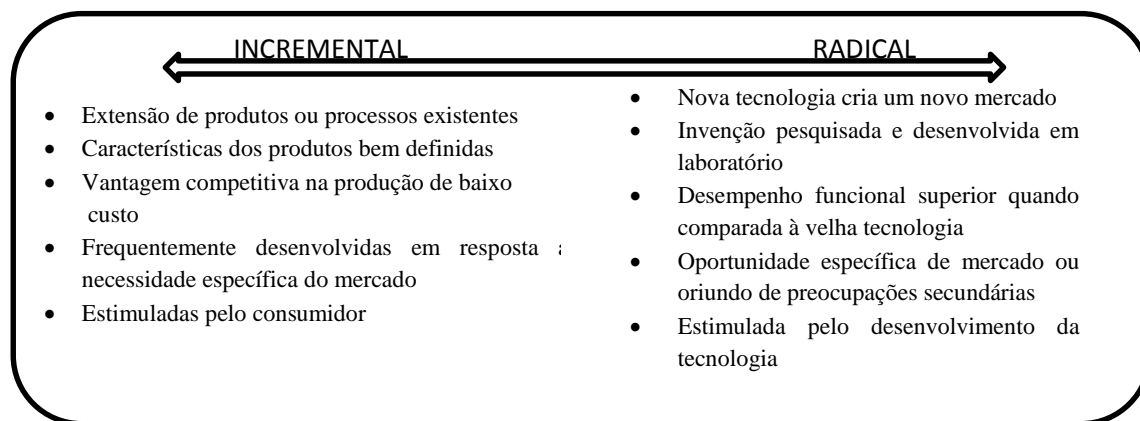 INCREMENTAL
• Extensão de produtos ou processos existentes
• Características dos produtos bem definidas
• Vantagem competitiva na produção de baixo
custo
• Frequentemente desenvolvidas em resposta
necessidade específica do mercado
• Estimuladas pelo consumidor
RADICAL
• Nova tecnologia cria um novo mercado
• Invenção pesquisada e desenvolvida em
laboratório
• Desempenho funcional superior quando
comparada à velha tecnologia
• Oportunidade específica de mercado ou
oriundo de preocupações secundárias
• Estimulada pelo desenvolvimento da
tecnologia